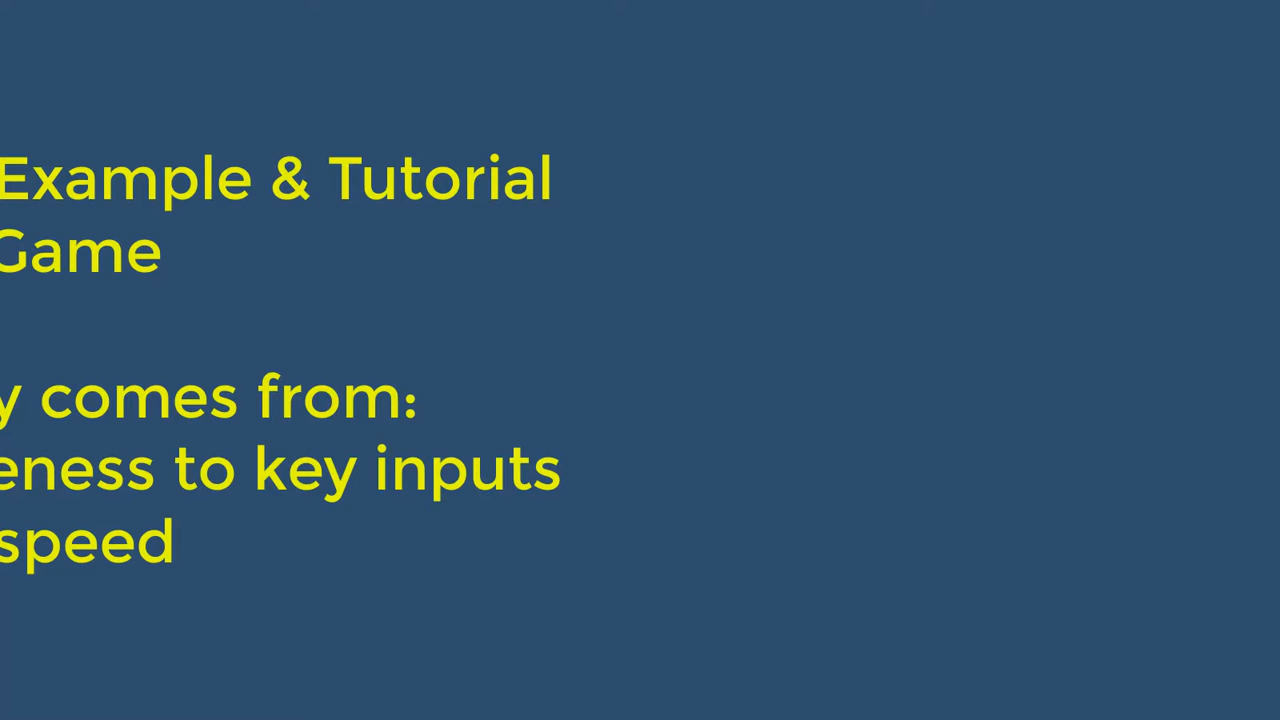 Example & Tutorial
Game
y comes from:
eness to key inputs
speed